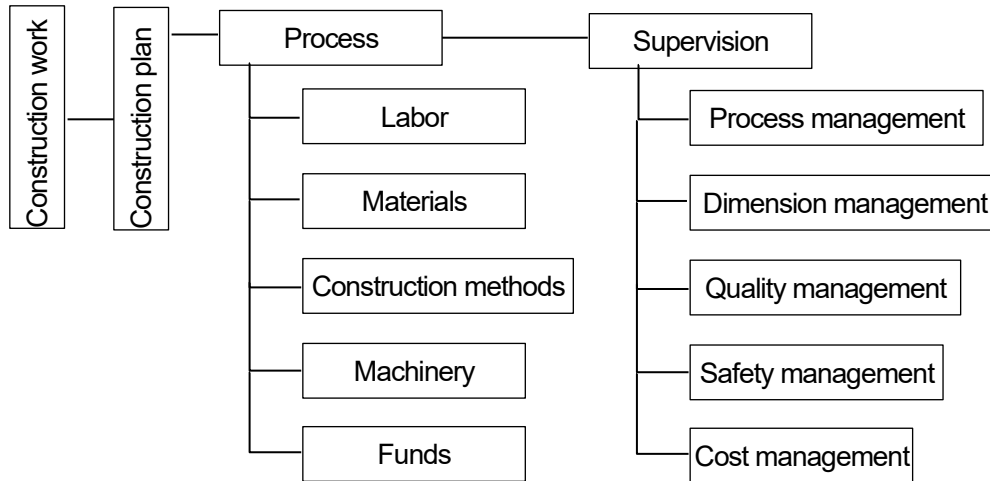 Construction work
Construction plan
Process
Labor
Materials
Construction methods
Machinery
Funds
Supervision
Process management
Dimension management
Quality management
Safety management
Cost management